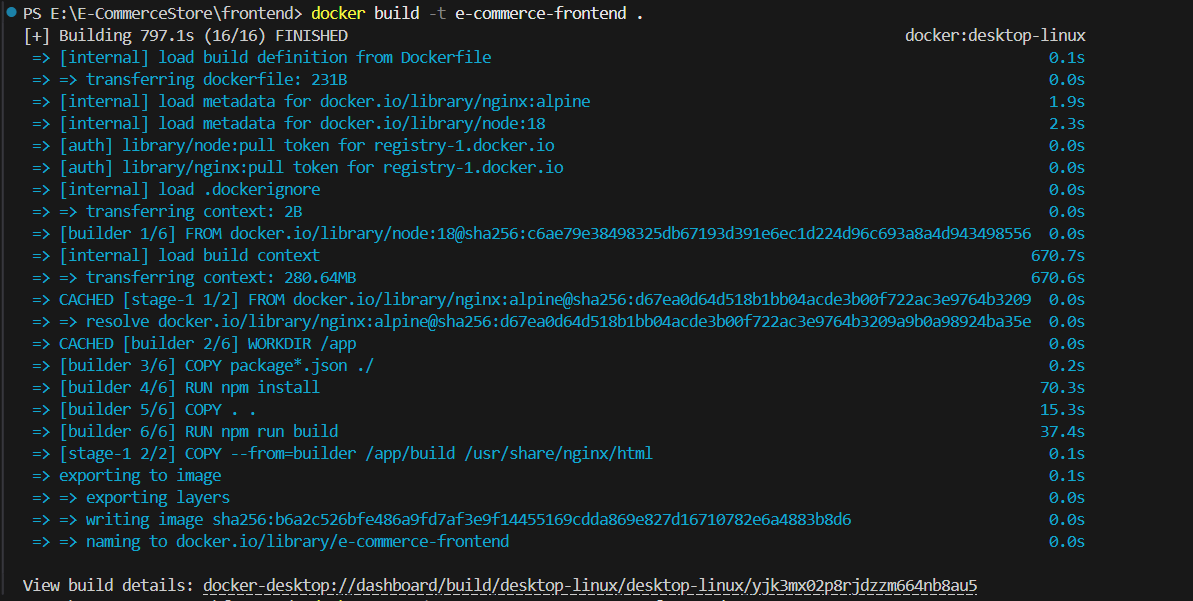 PS E:\E-CommerceStore\frontend> docker build -t e-commerce-frontend .
[+] Building 797.1s (16/16) FINISHED docker:desktop-linux
=> [internal] load build definition from Dockerfile 0.1s
=> => transferring dockerfile: 231B 0.0s
=> [internal] load metadata for docker.io/library/nginx:alpine 1.9s
=> [internal] load metadata for docker.io/library/node:18 2.3s
=> [auth] library/node:pull token for registry-1.docker.io 0.0s
=> [auth] library/nginx:pull token for registry-1.docker.io 0.0s
=> [internal] load .dockerignore 0.0s
=> => transferring context: 2B 0.0s
=> [builder 1/6] FROM docker.io/library/node:18@sha256:c6ae79e38498325db67193d391e6ec1d224d96c693a8a4d943498556 0.0s
=> [internal] load build context 670.7s
=> => transferring context: 280.64MB 670.6s
=> CACHED [stage-1 1/2] FROM docker.io/library/nginx:alpine@sha256:d67ea0d64d518b1bb04acde3b00f722ac3e9764b3209 0.0s
=> => resolve docker.io/library/nginx:alpine@sha256:d67ea0d64d518b1bb04acde3b00f722ac3e9764b3209a9b0a98924ba35e 0.0s
=> CACHED [builder 2/6] WORKDIR /app 0.0s
=> [builder 3/6] COPY package*.json ./ 0.2s
=> [builder 4/6] RUN npm install 70.3s
=> [builder 5/6] COPY . . 15.3s
=> [builder 6/6] RUN npm run build 37.4s
=> [stage-1 2/2] COPY --from=builder /app/build /usr/share/nginx/html 0.1s
=> exporting to image 0.1s
=> => exporting layers 0.0s
=> => writing image sha256:b6a2c526bfe486a9fd7af3e9f14455169cdda869e827d16710782e6a4883b8d6 0.0s
=> => naming to docker.io/library/e-commerce-frontend 0.0s
View build details: docker-desktop://dashboard/build/desktop-linux/desktop-linux/yjk3mx02p8rjdzzm664nb8au5